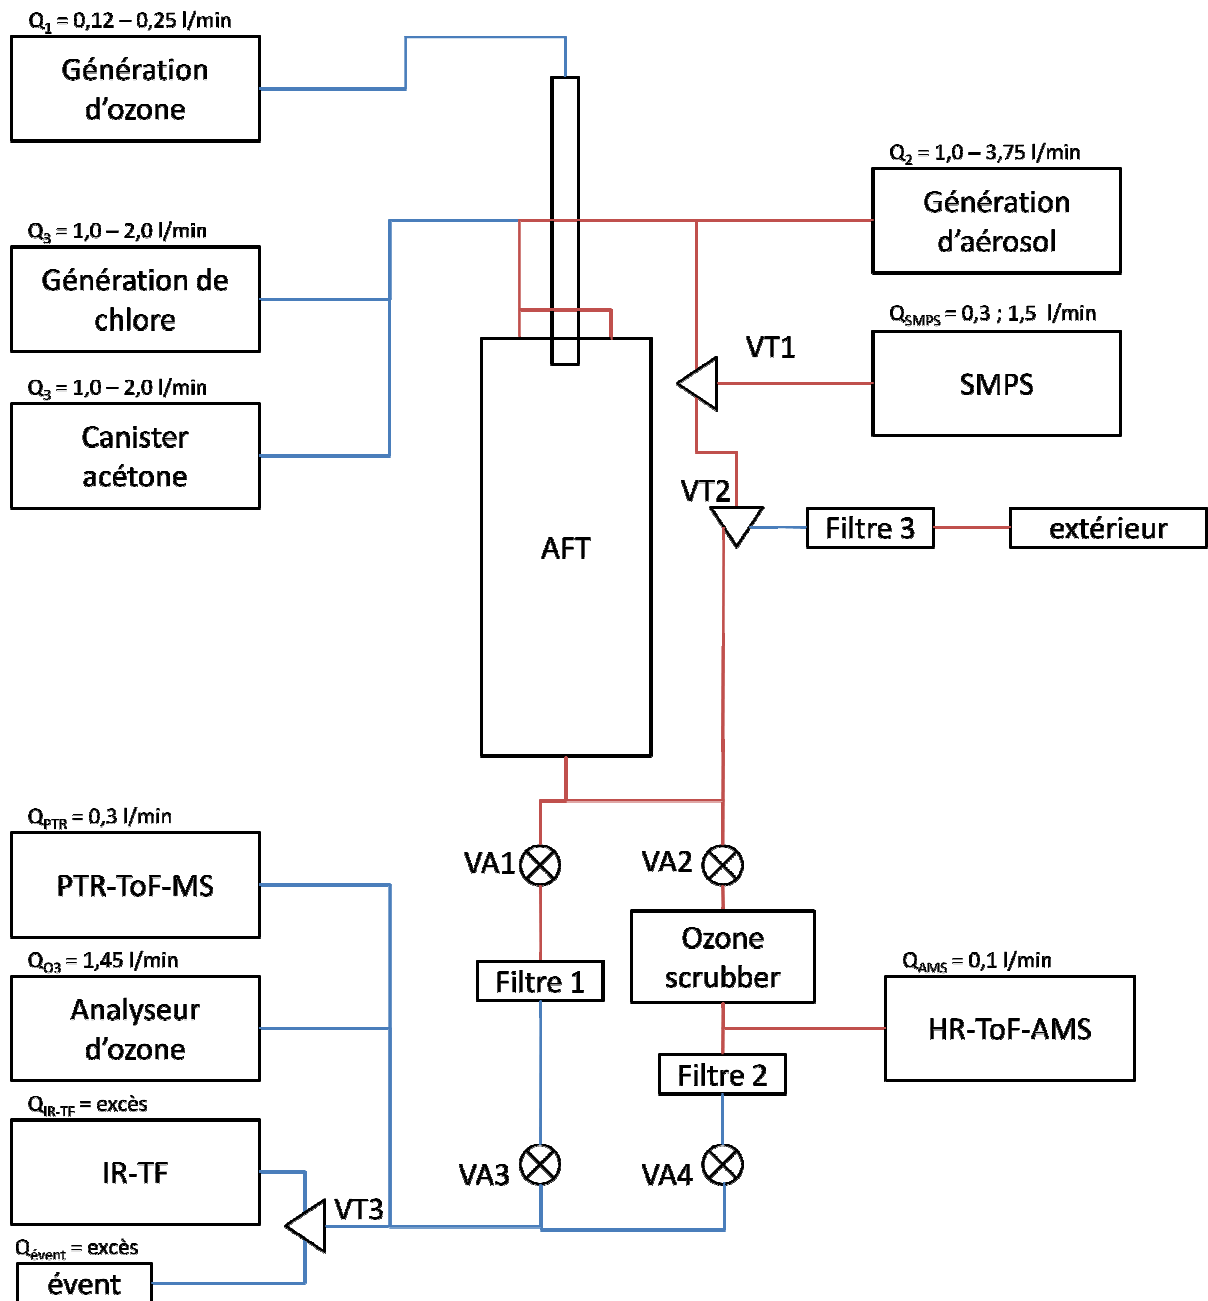 Q1 = 0,12 – 0,25 l/min
Génération
d'ozone
Q2 = 1,0 – 3,75 l/min
Génération
d'aérosol
Q3 = 1,0 – 2,0 l/min
Génération de
chlore
QSMPS = 0,3 ; 1,5 l/min
VT1
SMPS
Q3 = 1,0 – 2,0 l/min
Canister
acétone
VT2
Filtre 3
extérieur
AFT
QPTR = 0,3 l/min
PTR-ToF-MS
VA1
VA2
Ozone
scrubber
QO3 = 1,45 l/min
Analyseur
d'ozone
Filtre 1
QAMS = 0,1 l/min
HR-ToF-AMS
Filtre 2
QIR-TF = excès
IR-TF
VA3
VA4
VT3
Qévent = excès
évent